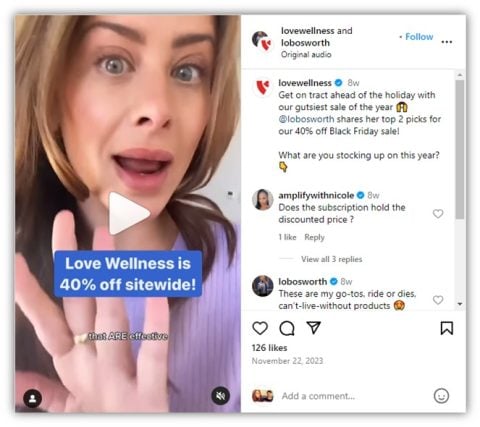 lovewellness and
lobosworth
Original audio
• Follow
•••
lovewellness 8w
Get on tract ahead of the holiday with
our gutsiest sale of the year
@lobosworth shares her top 2 picks for
our 40% off Black Friday sale!
What are you stocking up on this year?
amplifywithnicole 8w
Does the subscription hold the
discounted price ?
1 like Reply
View all 3 replies
lobosworth 8w
These are my go-tos, ride or dies,
can't-live-without products
126 likes
November 22, 2023
Add a comment...
Love Wellness is
40% off sitewide!
that ARE effective